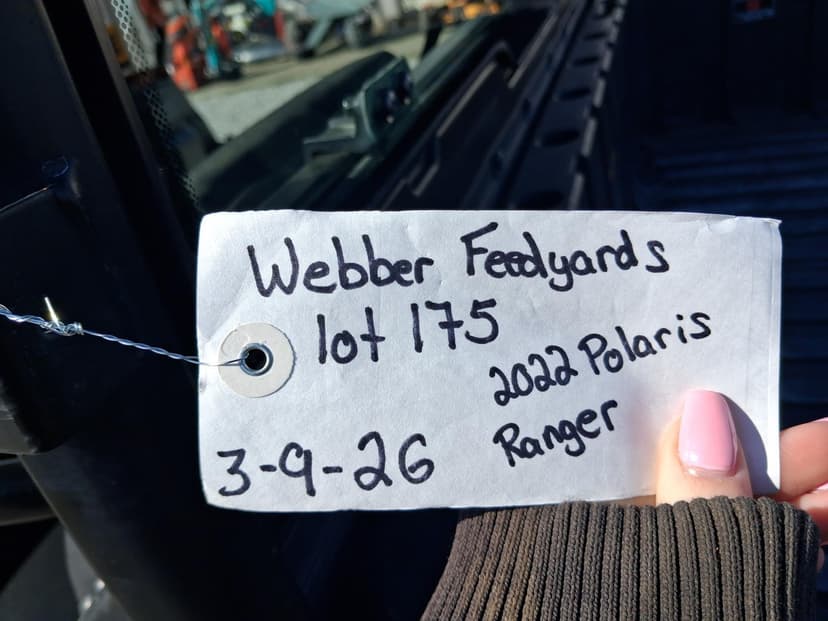 Webber Feedyards
lot 175
2022 Polaris
Ranger
3-9-26